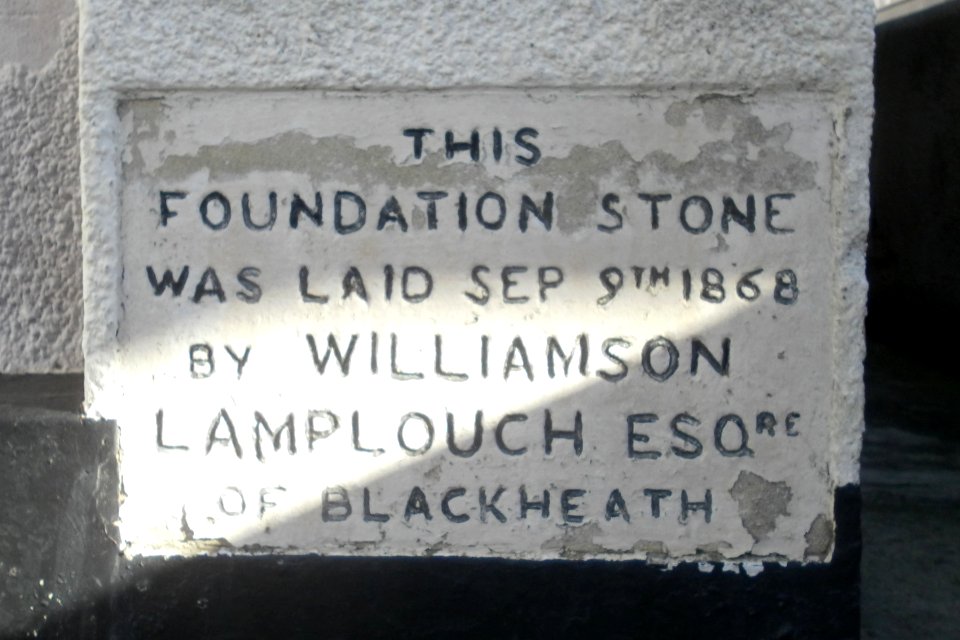 THIS
FOUNDATION STONE
WAS LAID SEP 9TH 1868
BY WILLIAMSON
LAMPLOUCH ESQRE
OF BLACKHEATH